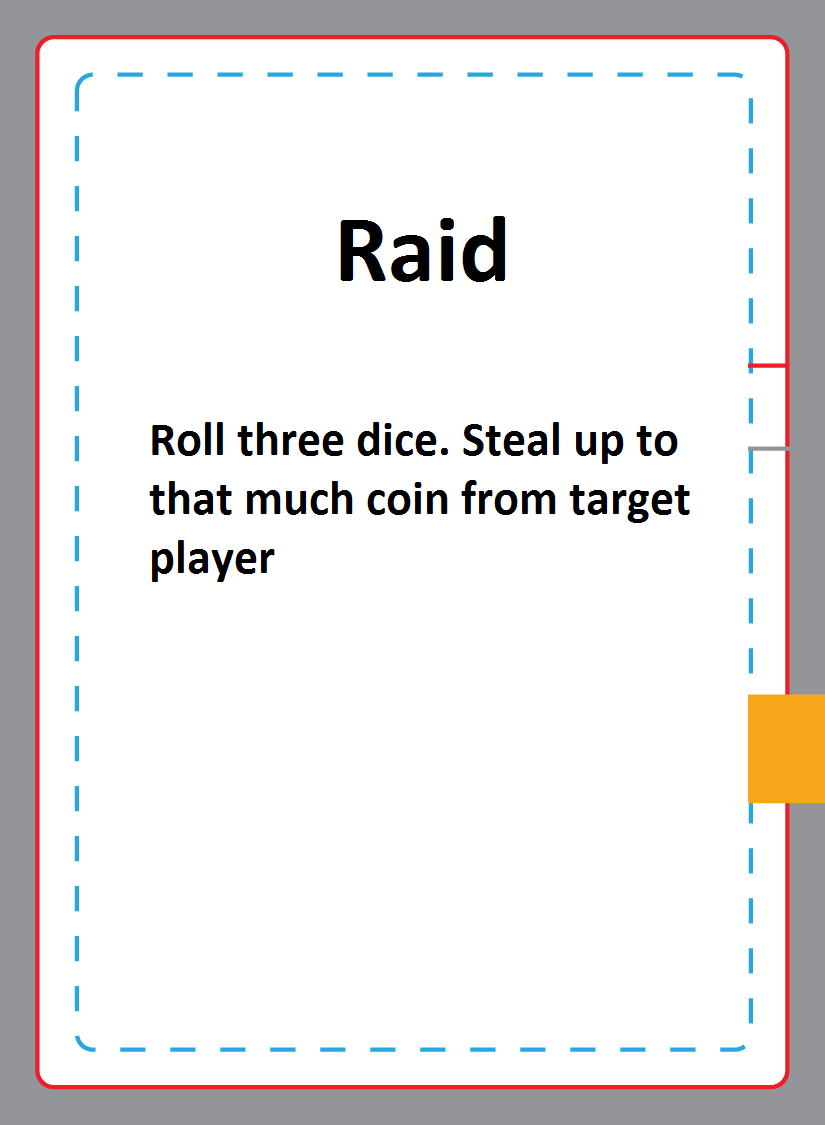 Raid
Roll three dice. Steal up to
that much coin from target
player